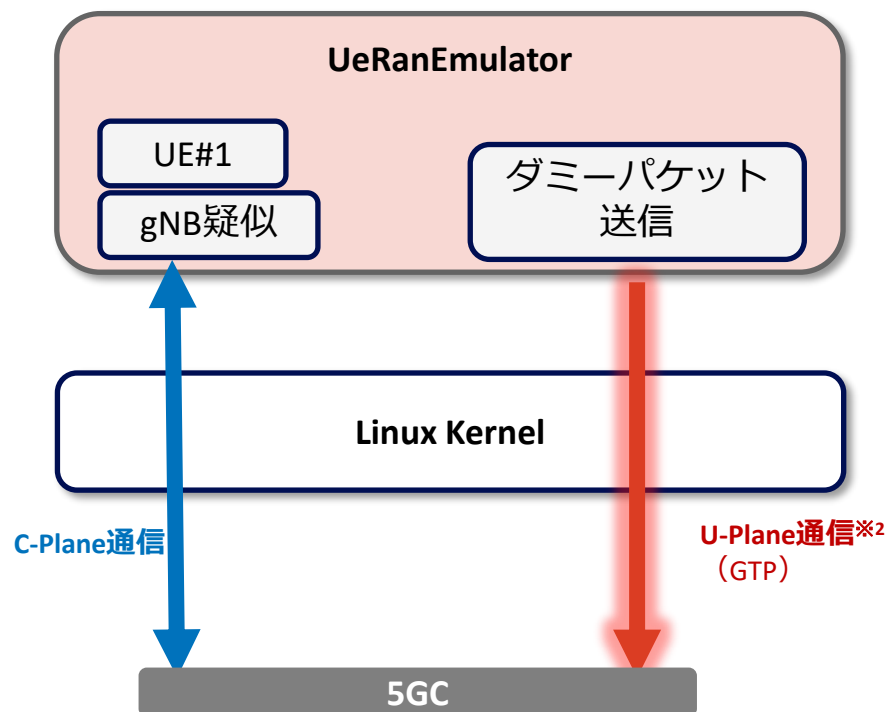 UeRanEmulator
UE#1
gNB疑似
ダミーパケット
送信
Linux Kernel
C-Plane通信
U-Plane通信※2
（GTP）
5GC